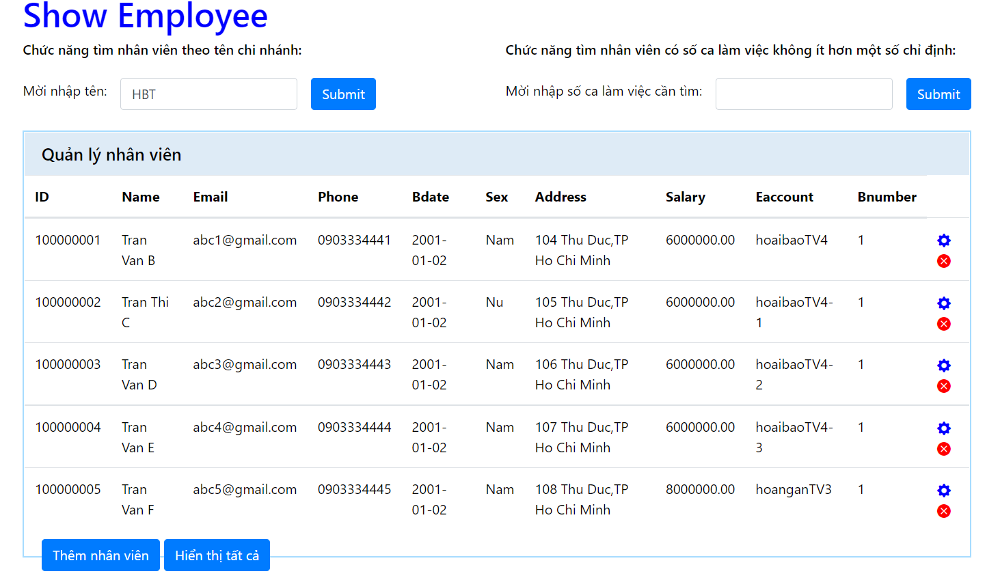 Show Employee
Chức năng tìm nhân viên theo tên chi nhánh:
Mời nhập tên: HBT Submit
Chức năng tìm nhân viên có số ca làm việc không ít hơn một số chỉ định:
Mời nhập số ca làm việc cần tìm: Submit
Quản lý nhân viên
ID Name Email Phone Bdate Sex Address Salary Eaccount Bnumber
100000001 Tran abc1@gmail.com 0903334441 2001- Nam 104 Thu Duc,TP 6000000.00 hoaibaoTV4 1
Van B 01-02 Ho Chi Minh
100000002 Tran Thi abc2@gmail.com 0903334442 2001- Nu 105 Thu Duc,TP 6000000.00 hoaibaoTV4- 1
C 01-02 Ho Chi Minh 1
100000003 Tran abc3@gmail.com 0903334443 2001- Nam 106 Thu Duc,TP 6000000.00 hoaibaoTV4- 1
Van D 01-02 Ho Chi Minh 2
100000004 Tran abc4@gmail.com 0903334444 2001- Nam 107 Thu Duc,TP 6000000.00 hoaibaoTV4- 1
Van E 01-02 Ho Chi Minh 3
100000005 Tran abc5@gmail.com 0903334445 2001- Nam 108 Thu Duc,TP 8000000.00 hoanganTV3 1
Van F 01-02 Ho Chi Minh
Thêm nhân viên Hiển thị tất cả